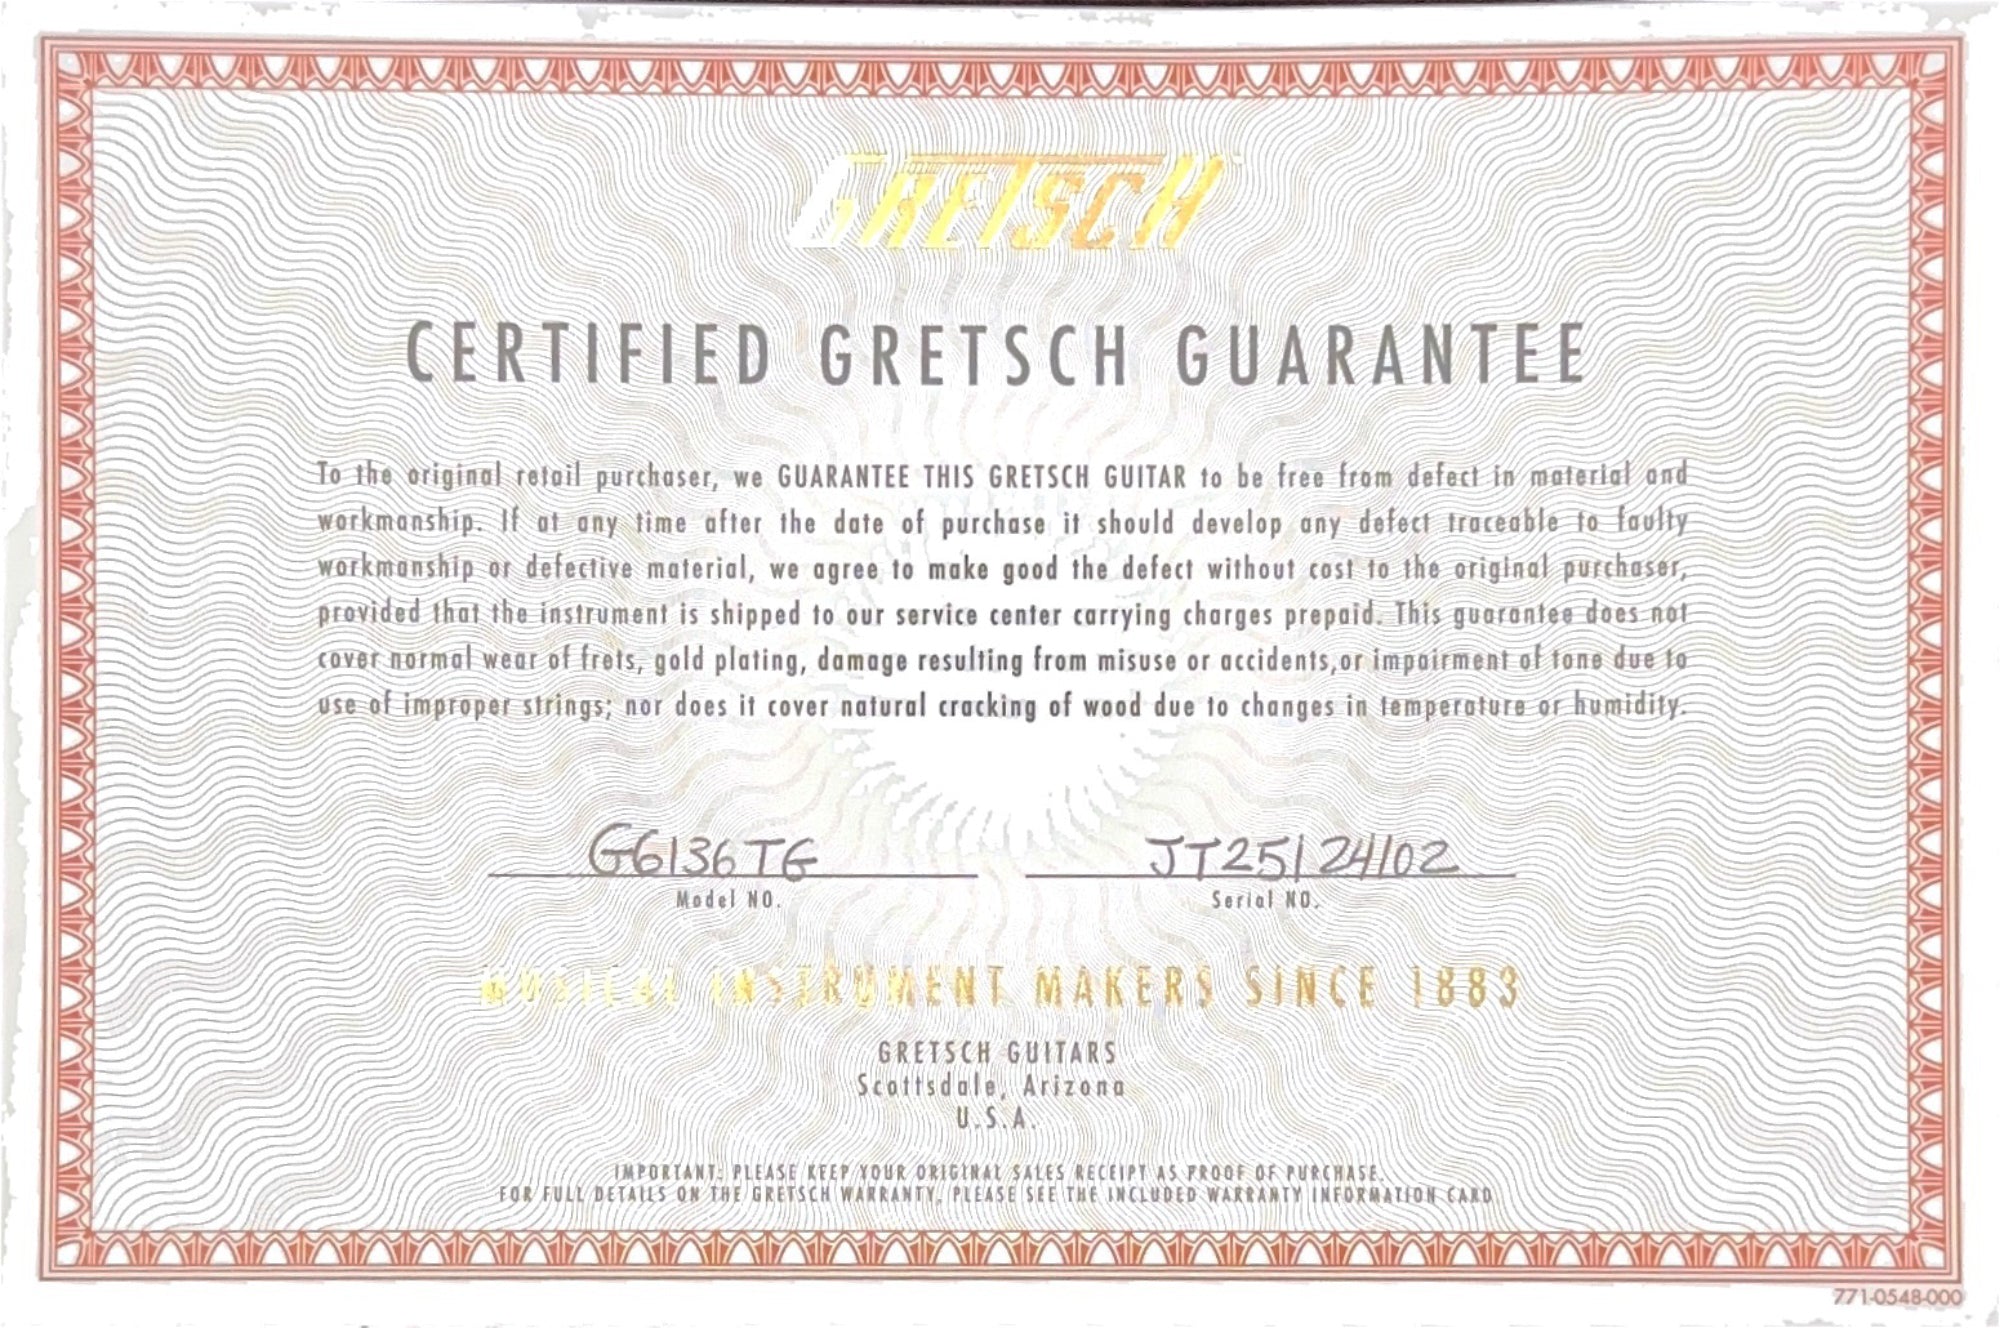 GRETSCH
CERTIFIED GRETSCH GUARANTEE
To the original retail purchaser, we GUARANTEE THIS GRETSCH GUITAR to be free from defect in material and
workmanship. If at any time after the date of purchase it should develop any defect traceable to faulty
workmanship or defective material, we agree to make good the defect without cost to the original purchaser,
provided that the instrument is shipped to our service center carrying charges prepaid. This guarantee does not
cover normal wear of frets, gold plating, damage resulting from misuse or accidents,or impairment of tone due to
use of improper strings; nor does it cover natural cracking of wood due to changes in temperature or humidity.
G6136TG JT25124102
Model NO. Serial NO.
MUSICAL INSTRUMENT MAKERS SINCE 1883
GRETSCH GUITARS
Scottsdale, Arizona
U.S.A.
IMPORTANT: PLEASE KEEP YOUR ORIGINAL SALES RECEIPT AS PROOF OF PURCHASE.
FOR FULL DETAILS ON THE GRETSCH WARRANTY, PLEASE SEE THE INCLUDED WARRANTY INFORMATION CARD
771-0548-000